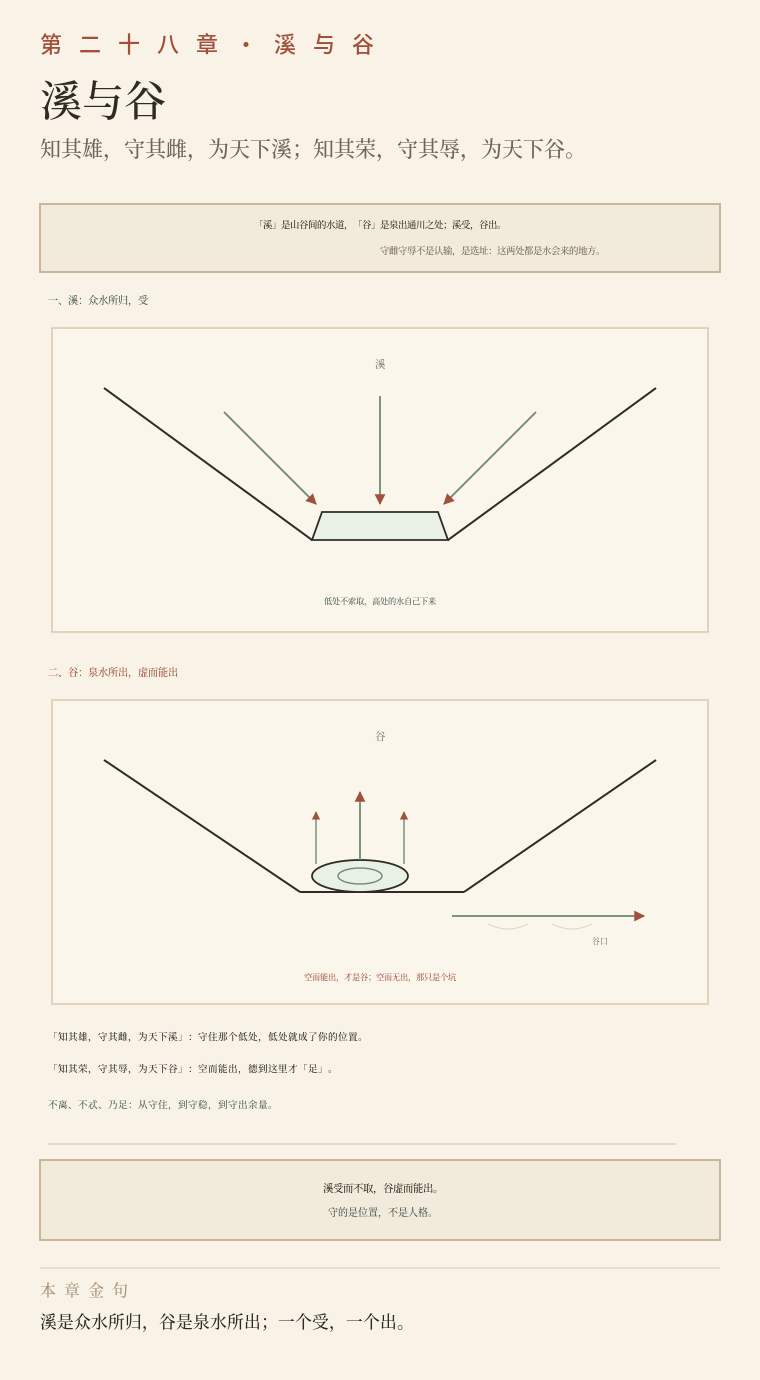 第二十八章·溪与谷
溪与谷
知其雄，守其雌，为天下溪；知其荣，守其辱，为天下谷。
「溪」是山谷间的水道，「谷」是泉出通川之处；溪受，谷出。
守雌守辱不是认输，是选址：这两处都是水会来的地方。
一、溪：众水所归，受
溪
低处不索取，高处的水自己下来
二、谷：泉水所出，虚而能出
谷
谷口
空而能出，才是谷；空而无出，那只是个坑
「知其雄，守其雌，为天下溪」：守住那个低处，低处就成了你的位置。
「知其荣，守其辱，为天下谷」：空而能出，德到这里才「足」。
不离、不忒、乃足：从守住，到守稳，到守出余量。
溪受而不取，谷虚而能出。
守的是位置，不是人格。
本章金句
溪是众水所归，谷是泉水所出；一个受，一个出。